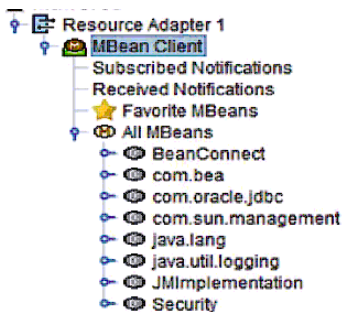 Resource Adapter 1
MBean Client
Subscribed Notifications
Received Notifications
Favorite MBeans
All MBeans
BeanConnect
com.bea
com.oracle.jdbc
com.sun.management
java.lang
java.util.logging
JMImplementation
Security